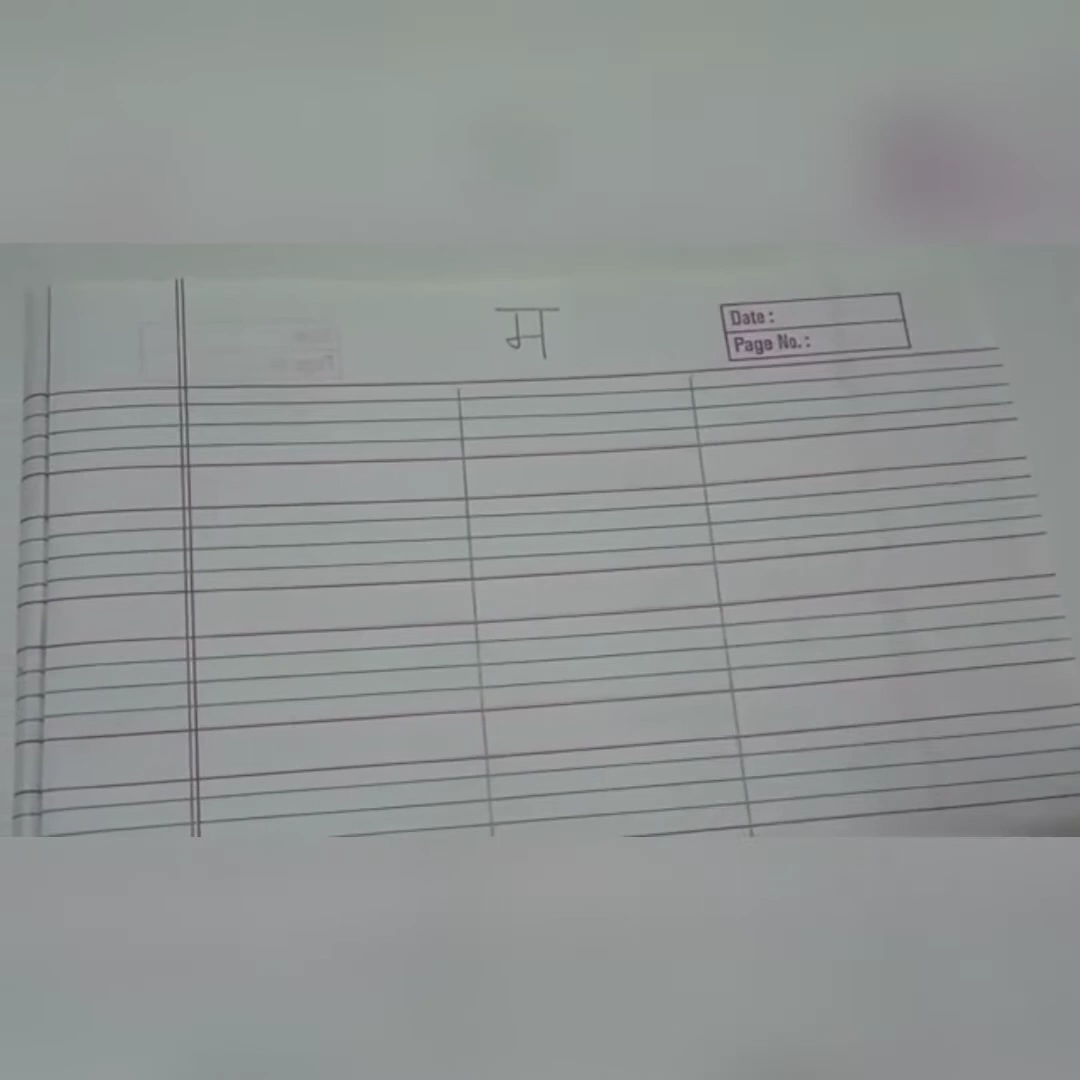 म
Date :
Page No. :